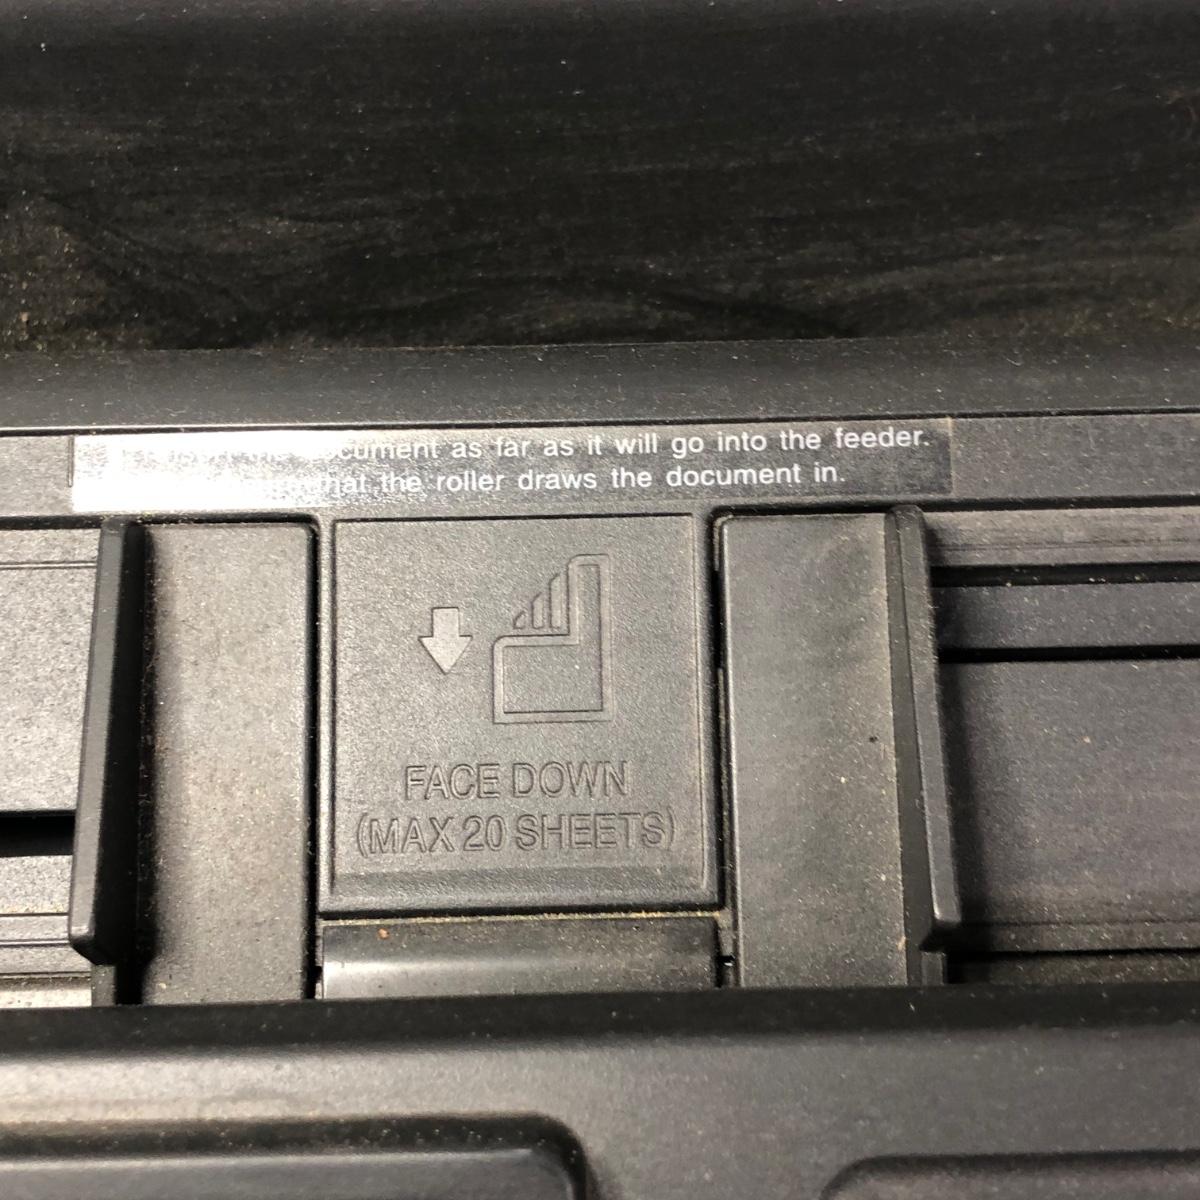 document as far as it will go into the feeder.
that the roller draws the document in.
FACE DOWN
(MAX 20 SHEETS)